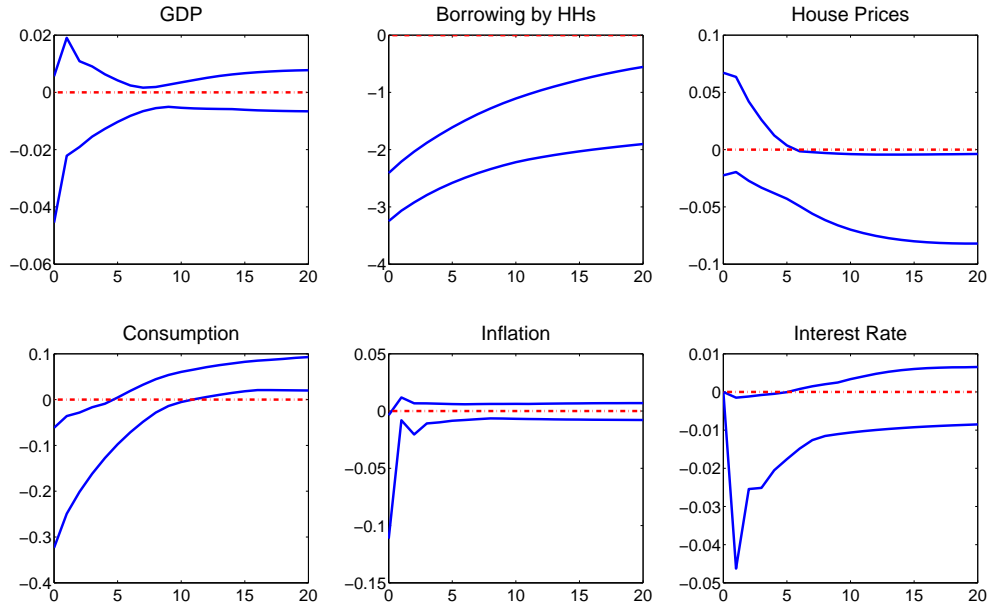 GDP
0.02
0
−0.02
−0.04
−0.06
0 5 10 15 20
Borrowing by HHs
0
−1
−2
−3
−4
0 5 10 15 20
House Prices
0.1
0.05
0
−0.05
−0.1
0 5 10 15 20
Consumption
0.1
0
−0.1
−0.2
−0.3
−0.4
0 5 10 15 20
Inflation
0.05
0
−0.05
−0.1
−0.15
0 5 10 15 20
Interest Rate
0.01
0
−0.01
−0.02
−0.03
−0.04
−0.05
0 5 10 15 20